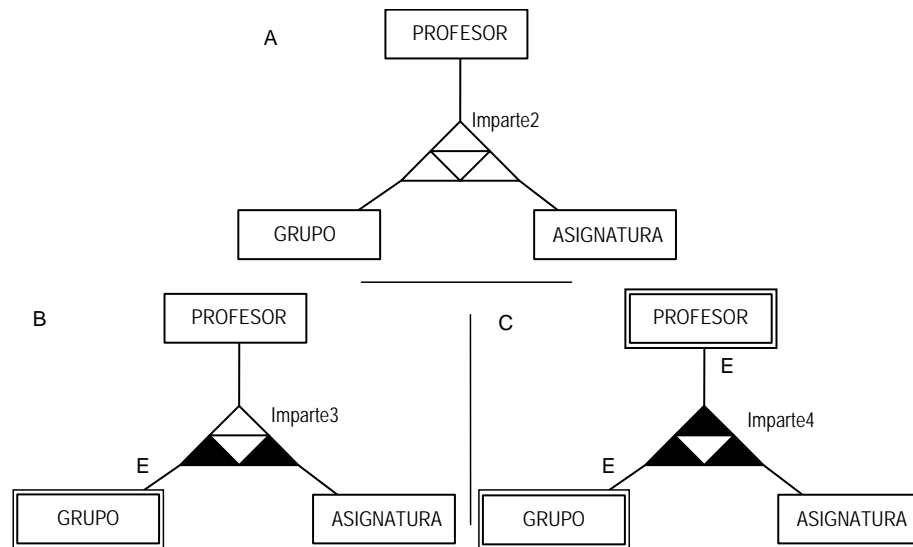 A
PROFESOR
Imparte2
GRUPO
ASIGNATURA
B
PROFESOR
Imparte3
E
GRUPO
ASIGNATURA
C
PROFESOR
E
Imparte4
E
GRUPO
ASIGNATURA